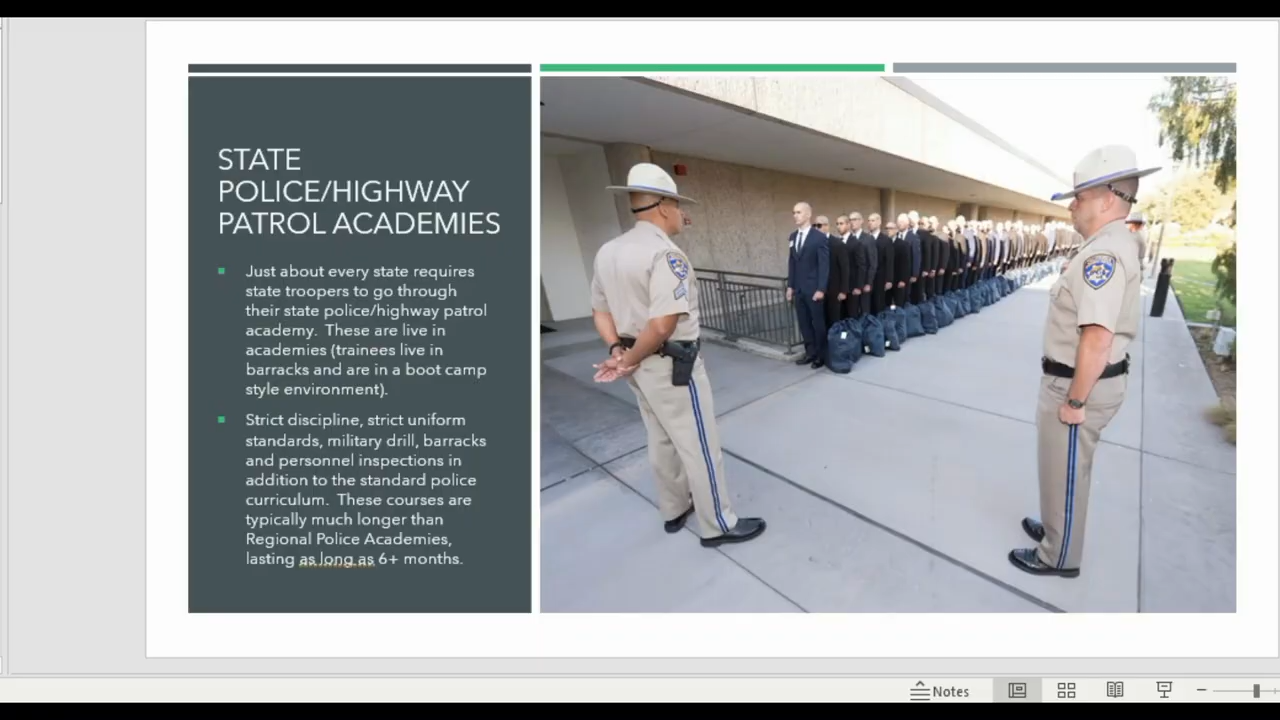 STATE
POLICE/HIGHWAY
PATROL ACADEMIES
Just about every state requires
state troopers to go through
their state police/highway patrol
academy. These are live in
academies (trainees live in
barracks and are in a boot camp
style environment).
Strict discipline, strict uniform
standards, military drill, barracks
and personnel inspections in
addition to the standard police
curriculum. These courses are
typically much longer than
Regional Police Academies,
lasting as long as 6+ months.
Notes